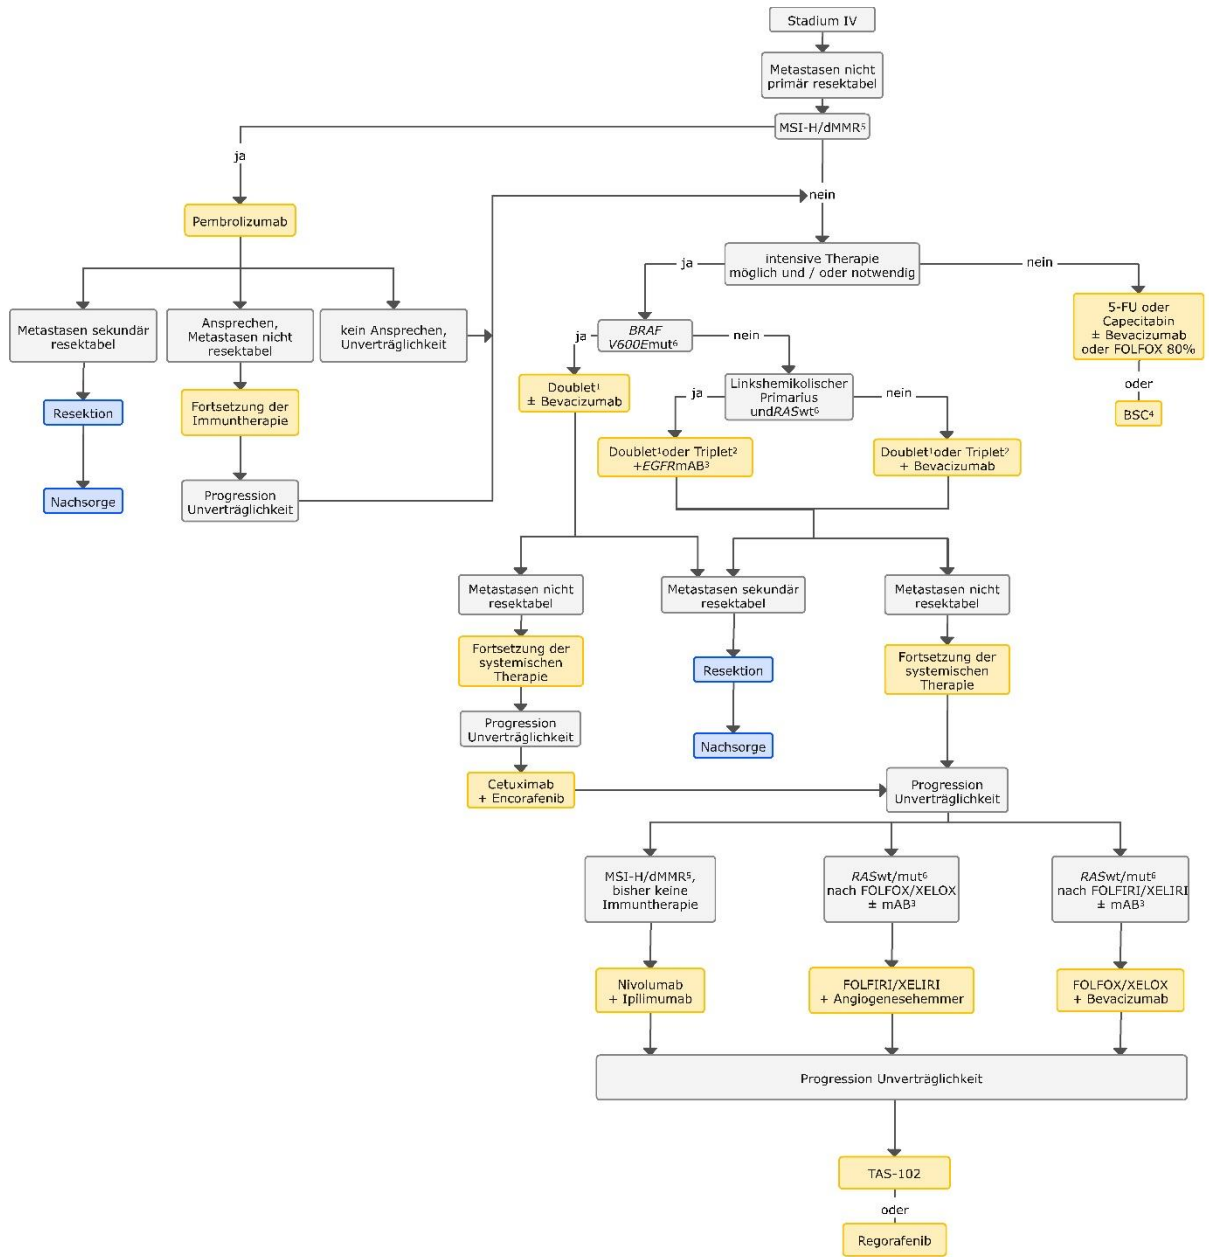 Stadium IV
Metastasen nicht
primär resektabel
MSI-H/dMMR⁵
ja
nein
Pembrolizumab
intensive Therapie
möglich und / oder notwendig
ja
nein
Metastasen sekundär
resektabel
Ansprechen,
Metastasen nicht
resektabel
kein Ansprechen,
Unverträglichkeit
BRAF
V600Emut⁶
5-FU oder
Capecitabin
± Bevacizumab
oder FOLFOX 80%
ja
nein
oder
BSC⁴
Resektion
Fortsetzung der
Immuntherapie
Doublet¹
± Bevacizumab
Linkshemikolischer
Primarius
undRASwt⁶
ja
nein
Nachsorge
Progression
Unverträglichkeit
Doublet¹oder Triplet²
+EGFRmAB³
Doublet¹oder Triplet²
+ Bevacizumab
Metastasen nicht
resektabel
Metastasen sekundär
resektabel
Metastasen nicht
resektabel
Fortsetzung der
systemischen
Therapie
Resektion
Fortsetzung der
systemischen
Therapie
Progression
Unverträglichkeit
Nachsorge
Cetuximab
+ Encorafenib
Progression
Unverträglichkeit
MSI-H/dMMR⁵,
bisher keine
Immuntherapie
RASwt/mut⁶
nach FOLFOX/XELOX
± mAB³
RASwt/mut⁶
nach FOLFIRI/XELIRI
± mAB³
Nivolumab
+ Ipilimumab
FOLFIRI/XELIRI
+ Angiogenesehemmer
FOLFOX/XELOX
+ Bevacizumab
Progression Unverträglichkeit
TAS-102
oder
Regorafenib